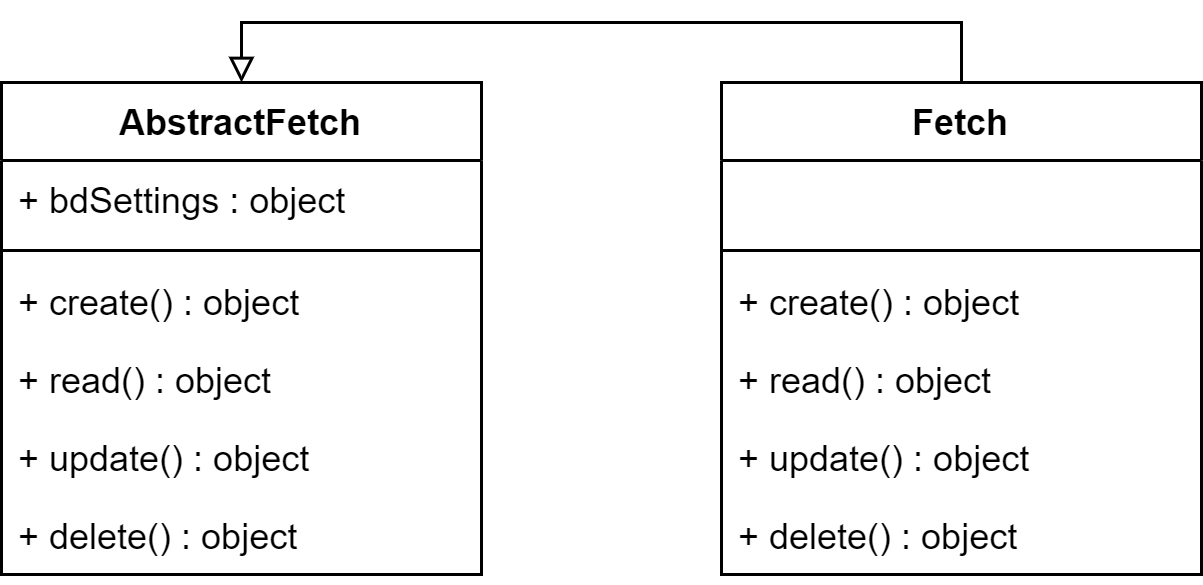 AbstractFetch
+ bdSettings : object
+ create() : object
+ read() : object
+ update() : object
+ delete() : object
Fetch
+ create() : object
+ read() : object
+ update() : object
+ delete() : object